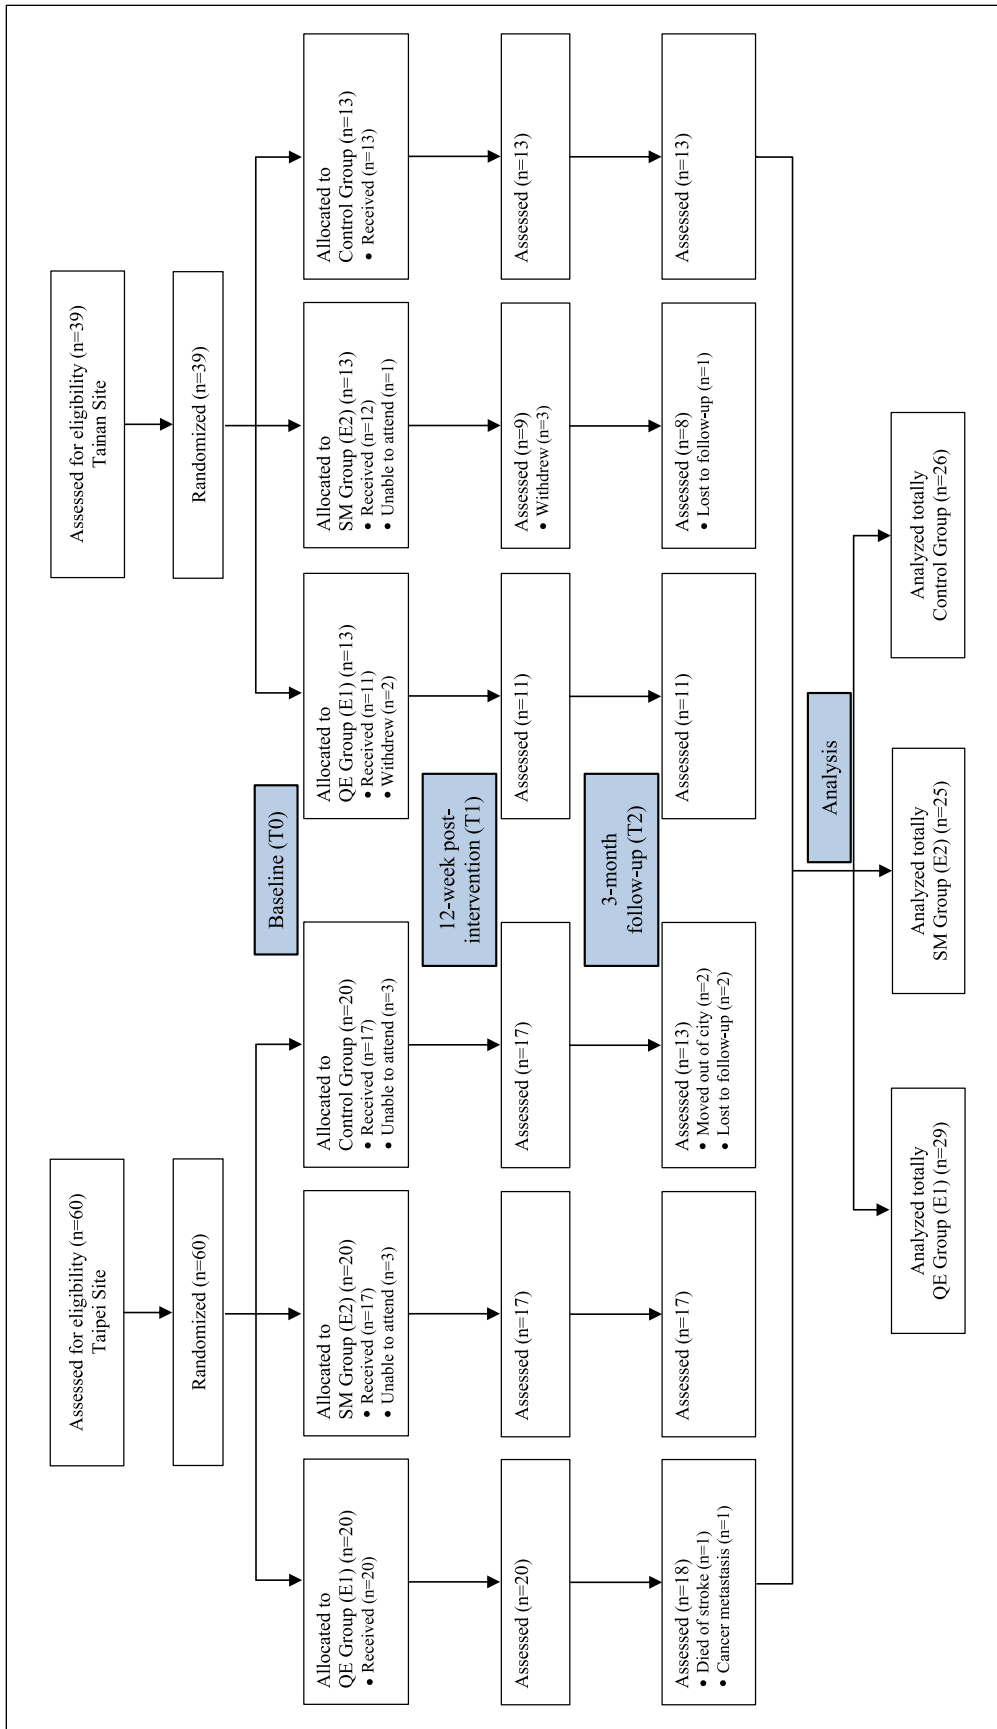 Assessed for eligibility (n=60)
Taipei Site
Assessed for eligibility (n=39)
Tainan Site
Randomized (n=60)
Randomized (n=39)
Baseline (T0)
Allocated to
QE Group (E1) (n=20)
• Received (n=20)
Allocated to
SM Group (E2) (n=20)
• Received (n=17)
• Unable to attend (n=3)
Allocated to
Control Group (n=20)
• Received (n=17)
• Unable to attend (n=3)
Allocated to
QE Group (E1) (n=13)
• Received (n=11)
• Withdrew (n=2)
Allocated to
SM Group (E2) (n=13)
• Received (n=12)
• Unable to attend (n=1)
Allocated to
Control Group (n=13)
• Received (n=13)
12-week post-
intervention (T1)
Assessed (n=20)
Assessed (n=17)
Assessed (n=17)
Assessed (n=11)
Assessed (n=9)
• Withdrew (n=3)
Assessed (n=13)
3-month
follow-up (T2)
Assessed (n=18)
• Died of stroke (n=1)
• Cancer metastasis (n=1)
Assessed (n=17)
Assessed (n=13)
• Moved out of city (n=2)
• Lost to follow-up (n=2)
Assessed (n=11)
Assessed (n=8)
• Lost to follow-up (n=1)
Assessed (n=13)
Analysis
Analyzed totally
QE Group (E1) (n=29)
Analyzed totally
SM Group (E2) (n=25)
Analyzed totally
Control Group (n=26)